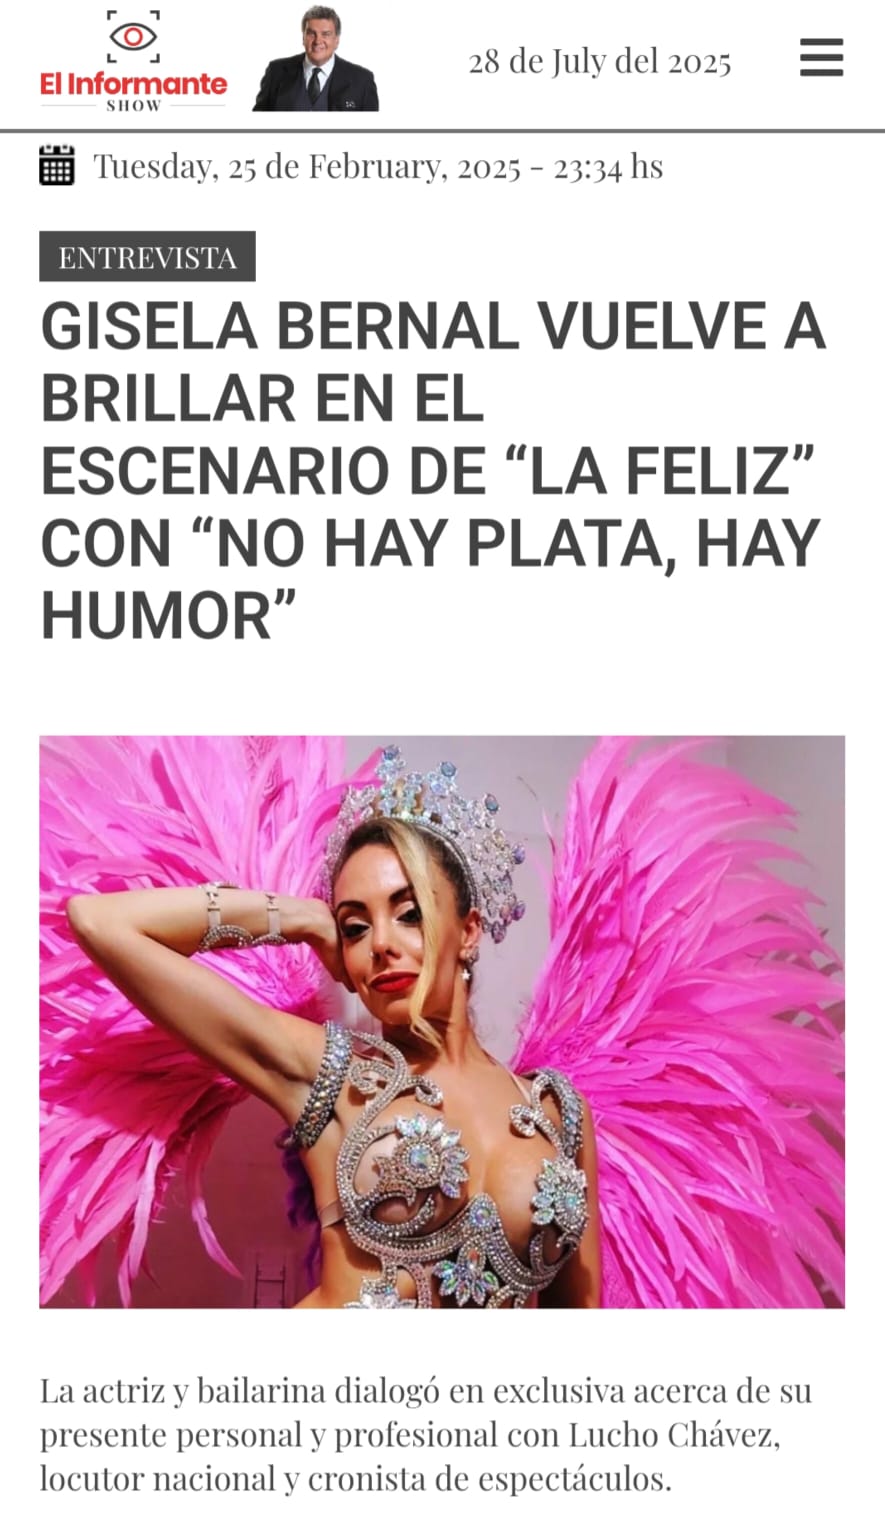 El Informante
SHOW
28 de July del 2025
Tuesday, 25 de February, 2025 - 23:34 hs
ENTREVISTA
GISELA BERNAL VUELVE A
BRILLAR EN EL
ESCENARIO DE “LA FELIZ”
CON “NO HAY PLATA, HAY
HUMOR”
La actriz y bailarina dialogó en exclusiva acerca de su
presente personal y profesional con Lucho Chávez,
locutor nacional y cronista de espectáculos.